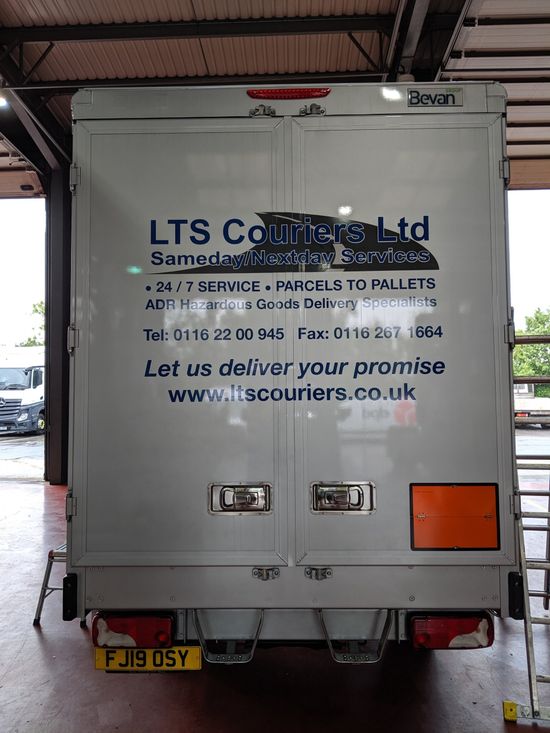 Bevan
LTS Couriers Ltd
Sameday/Nextday Services
• 24 / 7 SERVICE • PARCELS TO PALLETS
ADR Hazardous Goods Delivery Specialists
Tel: 0116 22 00 945 Fax: 0116 267 1664
Let us deliver your promise
www.ltscouriers.co.uk
FJ19 OSY